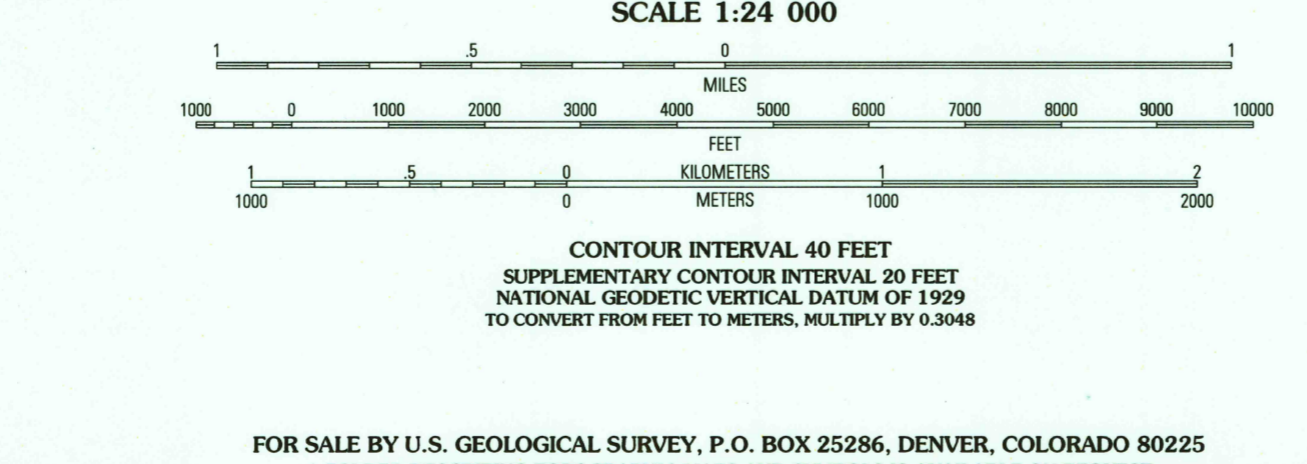 SCALE 1:24 000
1 .5 0 1
MILES
1000 0 1000 2000 3000 4000 5000 6000 7000 8000 9000 10000
FEET
1 .5 0 KILOMETERS 1 2
1000 0 METERS 1000 2000
CONTOUR INTERVAL 40 FEET
SUPPLEMENTARY CONTOUR INTERVAL 20 FEET
NATIONAL GEODETIC VERTICAL DATUM OF 1929
TO CONVERT FROM FEET TO METERS, MULTIPLY BY 0.3048
FOR SALE BY U.S. GEOLOGICAL SURVEY, P.O. BOX 25286, DENVER, COLORADO 80225